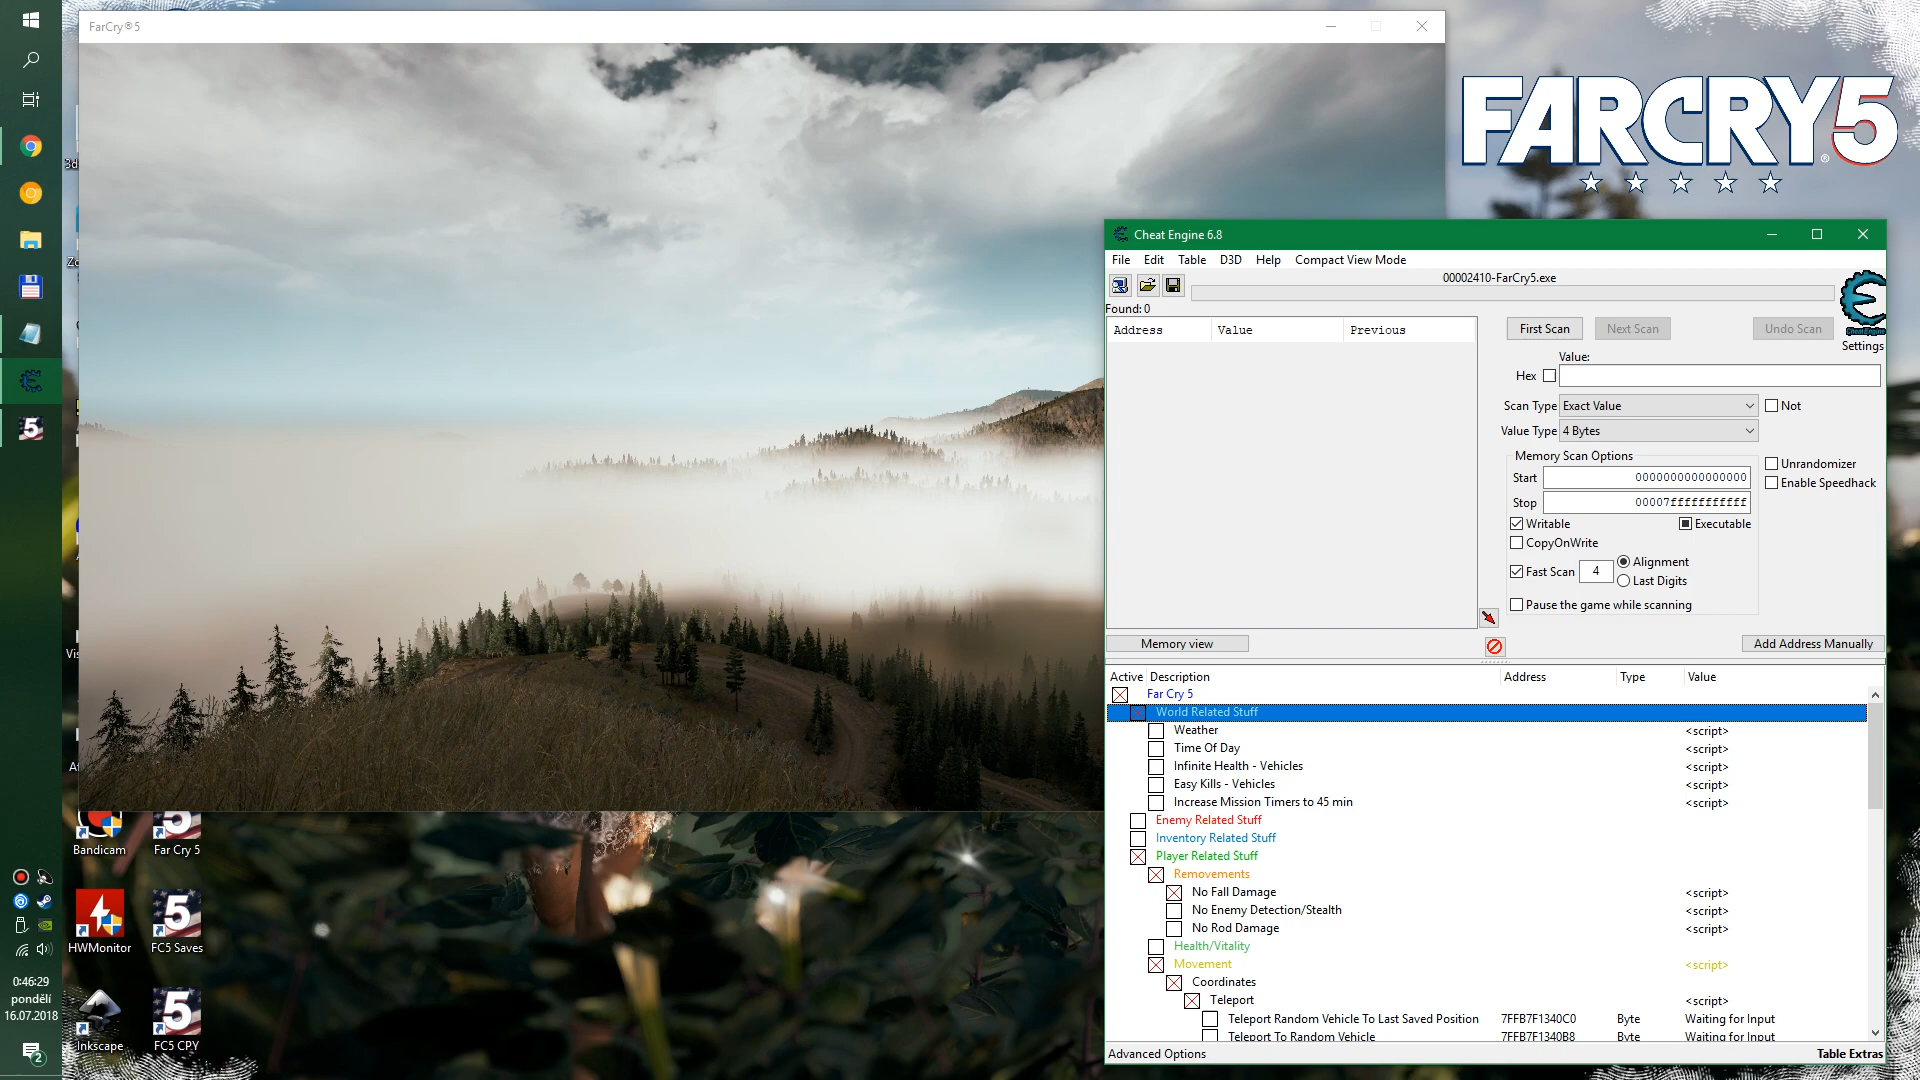 FarCry®5
FARCRY5
®
Cheat Engine 6.8
File Edit Table D3D Help Compact View Mode
00002410-FarCry5.exe
Found: 0
Address Value Previous
First Scan Next Scan Undo Scan
Cheat Engine
Settings
Value:
Hex
Scan Type Exact Value Not
Value Type 4 Bytes
Memory Scan Options
Unrandomizer
Start 0000000000000000
Enable Speedhack
Stop 00007fffffffffff
Writable Executable
CopyOnWrite
Fast Scan 4 Alignment
Last Digits
Pause the game while scanning
Memory view Add Address Manually
Active Description Address Type Value
Far Cry 5
World Related Stuff
Weather <script>
Time Of Day <script>
Infinite Health - Vehicles <script>
Easy Kills - Vehicles <script>
Increase Mission Timers to 45 min <script>
Enemy Related Stuff
Inventory Related Stuff
Player Related Stuff
Removements
No Fall Damage <script>
No Enemy Detection/Stealth <script>
No Rod Damage <script>
Health/Vitality
Movement <script>
Coordinates
Teleport <script>
Teleport Random Vehicle To Last Saved Position 7FFB7F1340C0 Byte Waiting for Input
Teleport To Random Vehicle 7FFB7F1340B8 Byte Waiting for Input
Advanced Options Table Extras
3d
Vis
5
Bandicam
5
Far Cry 5
HWMonitor
5
FC5 Saves
Inkscape
5
FC5 CPY
0:46:29
pondělí
16.07.2018
2